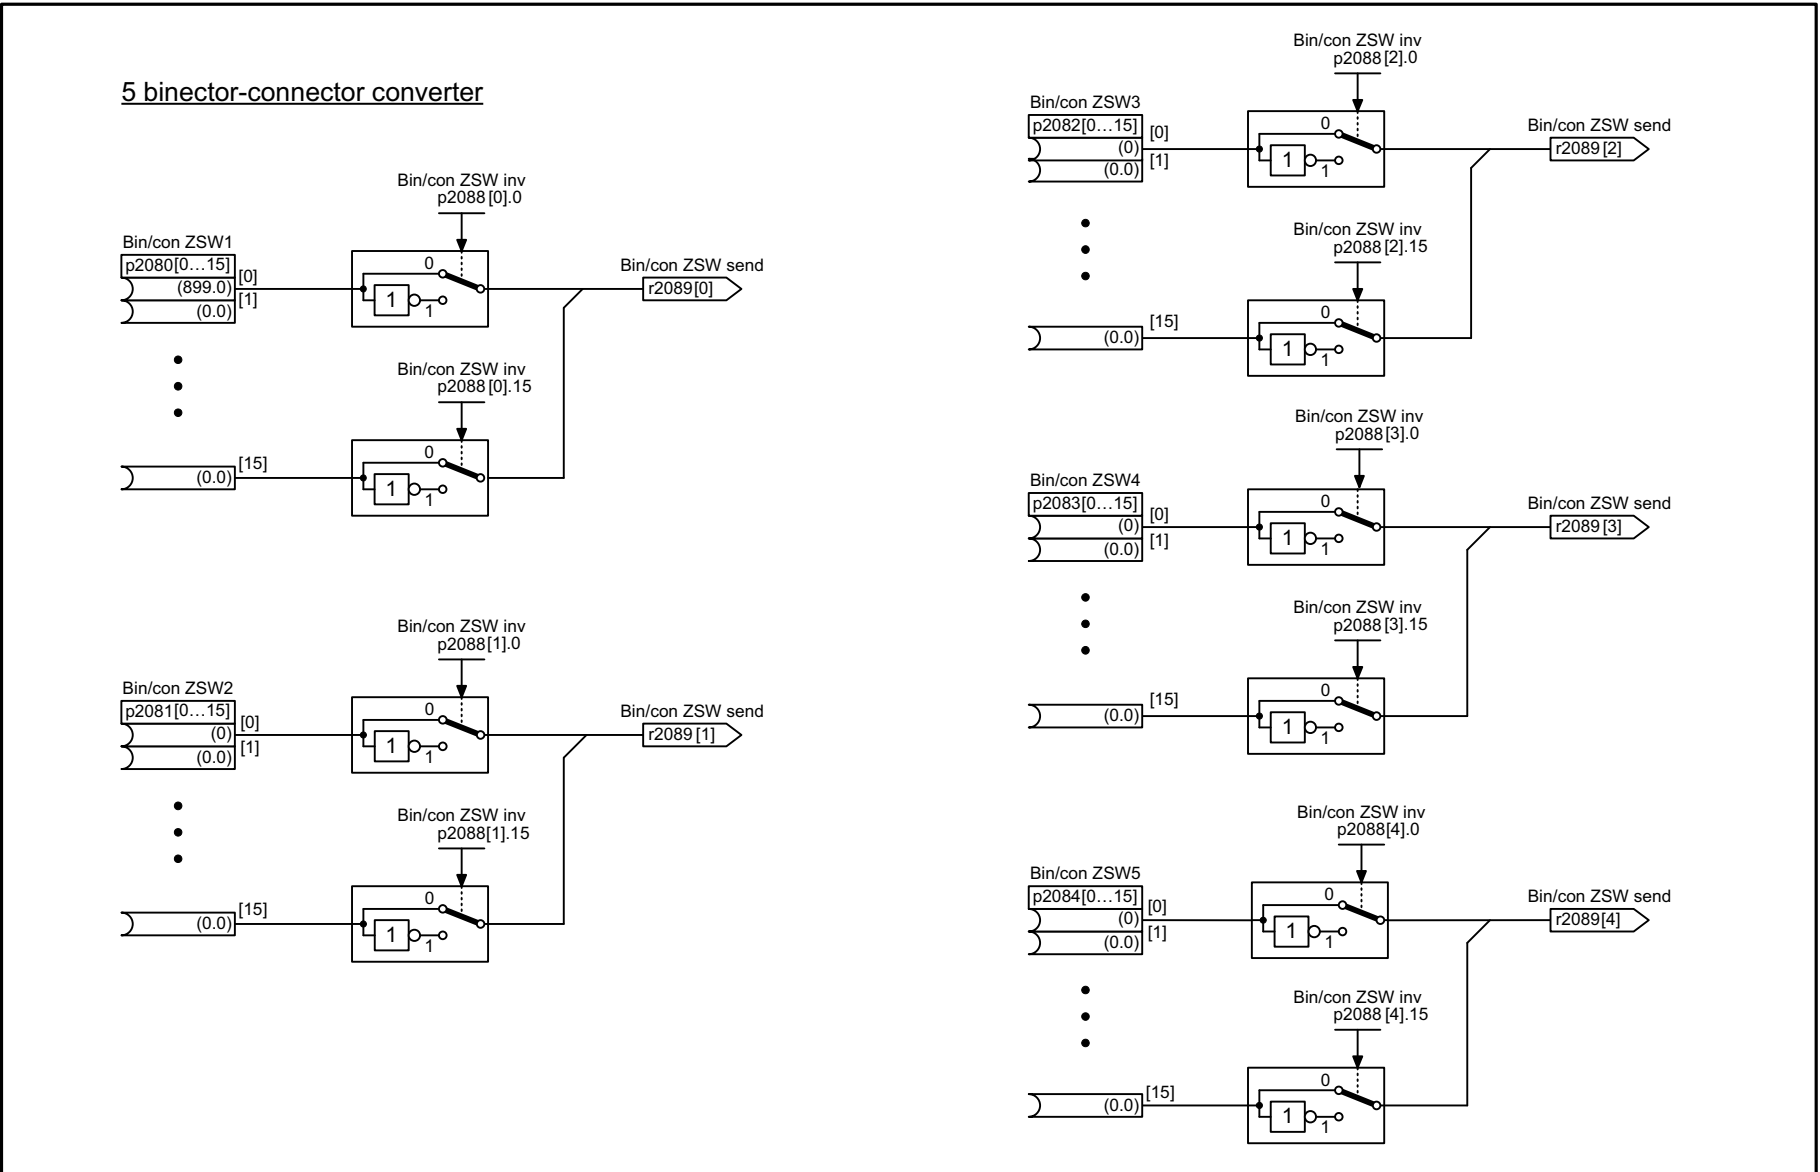 5 binector-connector converter
Bin/con ZSW inv
p2088[0].0
Bin/con ZSW1
p2080[0...15]
[0]
(899.0)
[1]
(0.0)
0
1
1
Bin/con ZSW send
r2089[0]
Bin/con ZSW inv
p2088[0].15
[15]
(0.0)
0
1
1
Bin/con ZSW inv
p2088[1].0
Bin/con ZSW2
p2081[0...15]
[0]
(0)
[1]
(0.0)
0
1
1
Bin/con ZSW send
r2089[1]
Bin/con ZSW inv
p2088[1].15
[15]
(0.0)
0
1
1
Bin/con ZSW inv
p2088[2].0
Bin/con ZSW3
p2082[0...15]
[0]
(0)
[1]
(0.0)
0
1
1
Bin/con ZSW send
r2089[2]
Bin/con ZSW inv
p2088[2].15
[15]
(0.0)
0
1
1
Bin/con ZSW inv
p2088[3].0
Bin/con ZSW4
p2083[0...15]
[0]
(0)
[1]
(0.0)
0
1
1
Bin/con ZSW send
r2089[3]
Bin/con ZSW inv
p2088[3].15
[15]
(0.0)
0
1
1
Bin/con ZSW inv
p2088[4].0
Bin/con ZSW5
p2084[0...15]
[0]
(0)
[1]
(0.0)
0
1
1
Bin/con ZSW send
r2089[4]
Bin/con ZSW inv
p2088[4].15
[15]
(0.0)
0
1
1